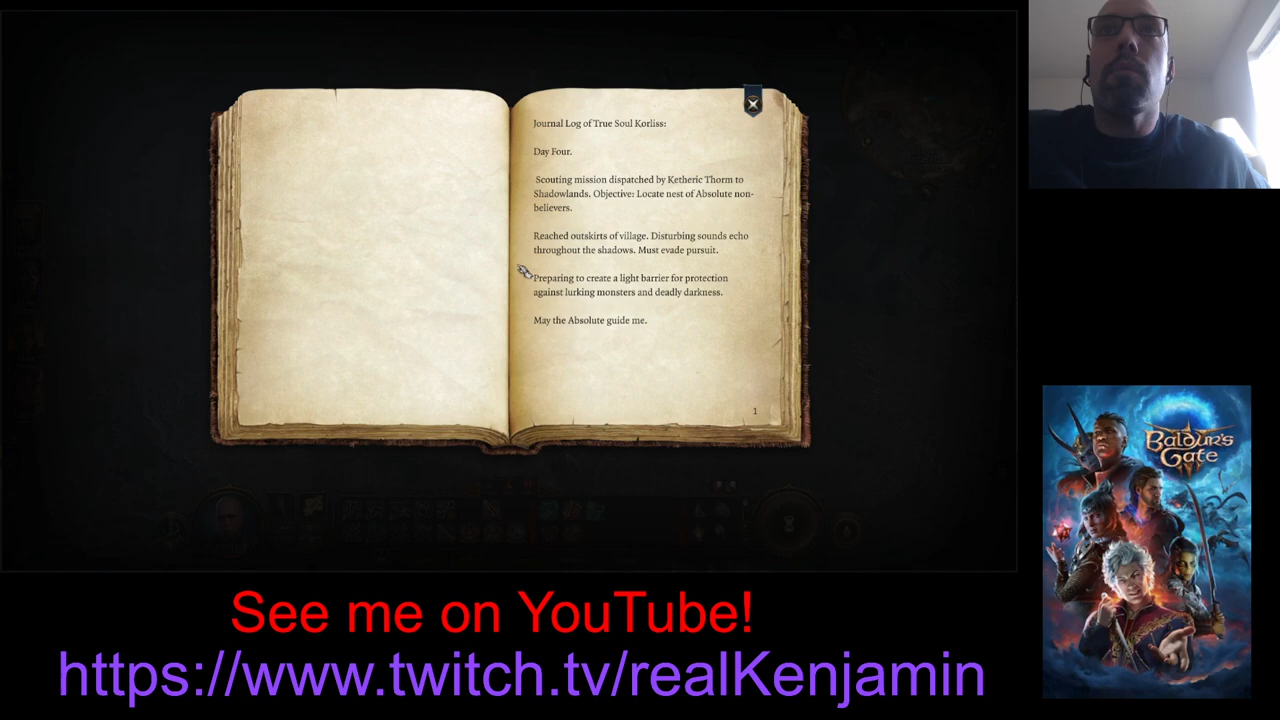 Journal Log of True Soul Korliss:
Day Four.
Scouting mission dispatched by Ketheric Thorm to
Shadowlands. Objective: Locate nest of Absolute non-
believers.
Reached outskirts of village. Disturbing sounds echo
throughout the shadows. Must evade pursuit.
Preparing to create a light barrier for protection
against lurking monsters and deadly darkness.
May the Absolute guide me.
1
Baldur's
Gate
See me on YouTube!
https://www.twitch.tv/realKenjamin